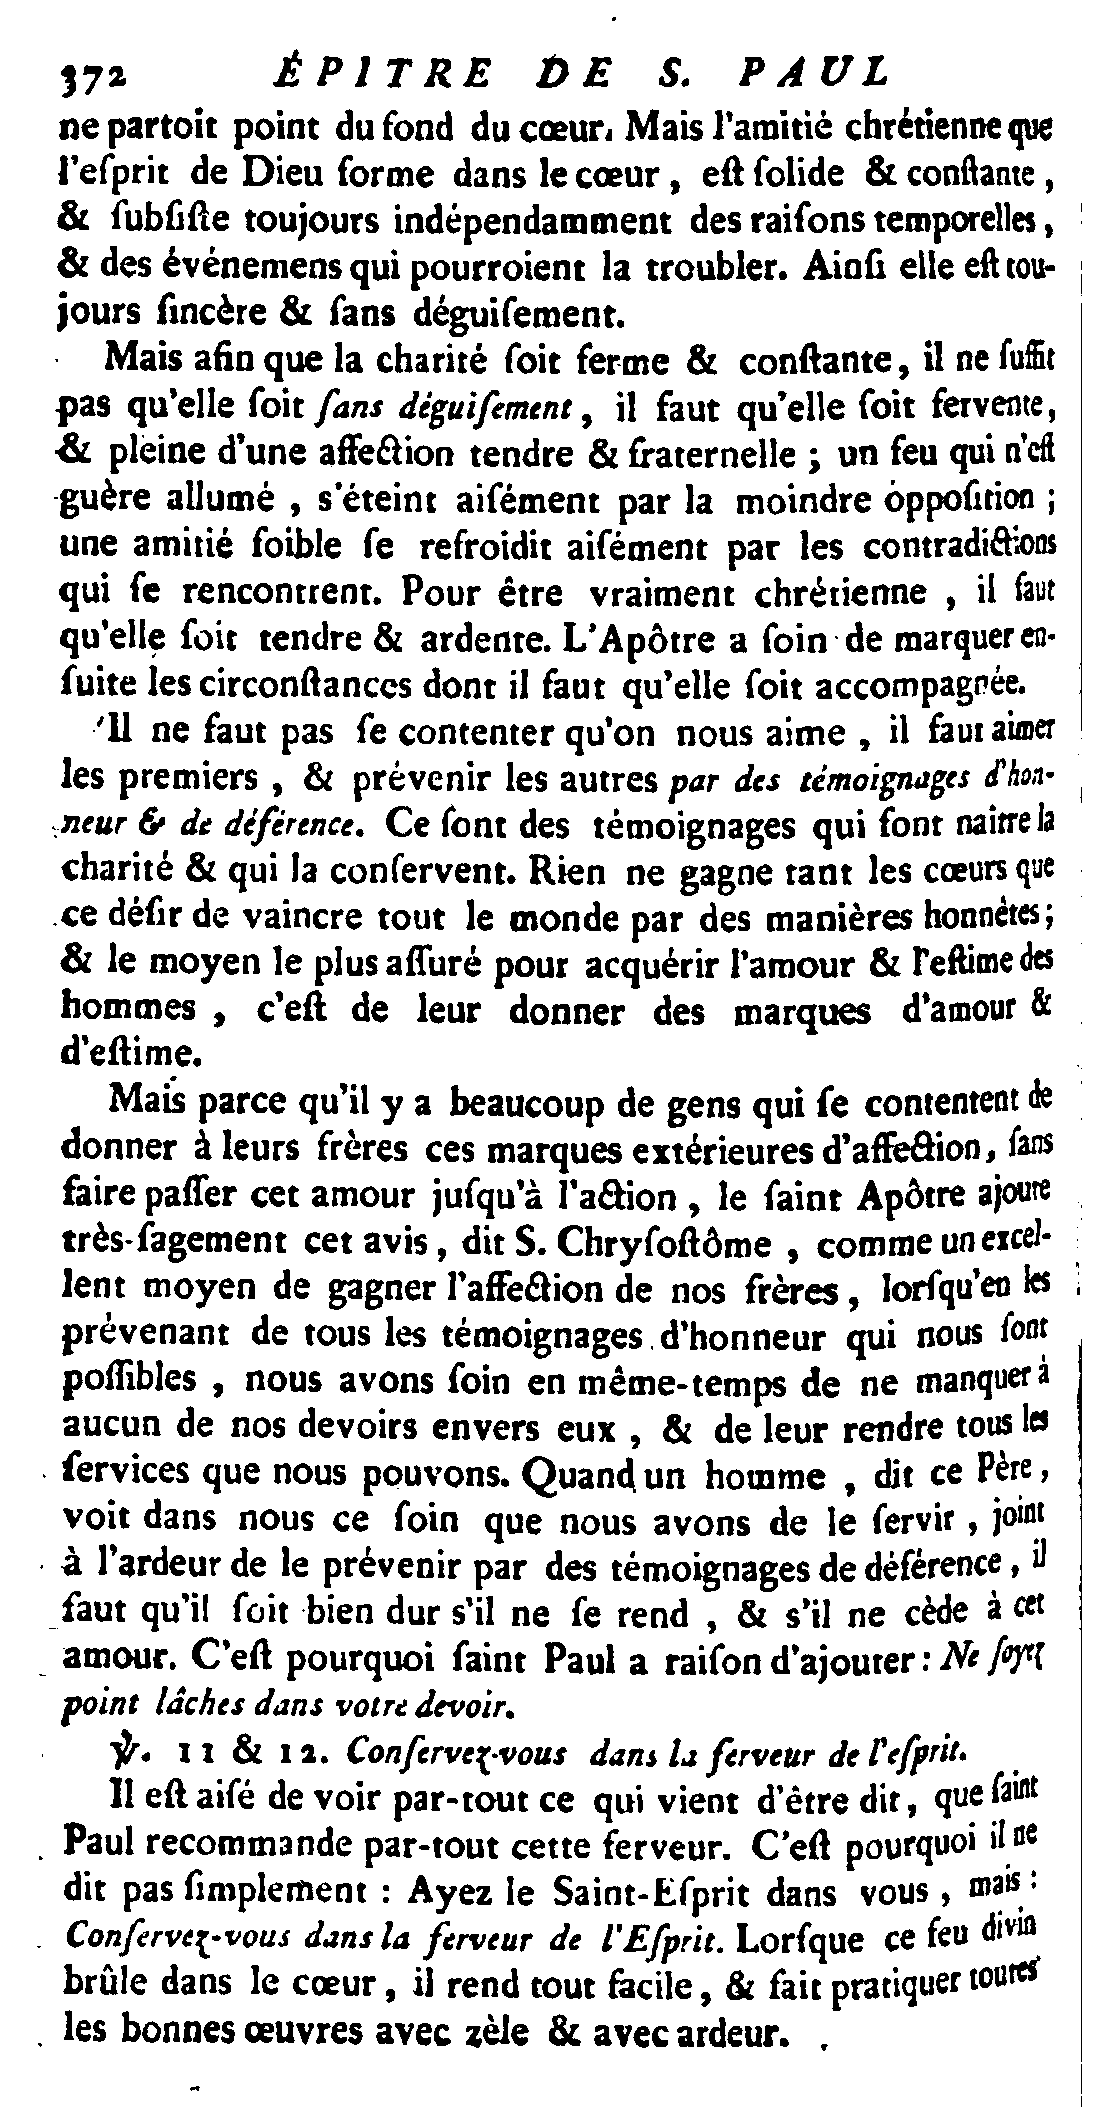 372 ÉPITRE DE S. PAUL
ne partoit point du fond du cœur. Mais l'amitié chrétienne que
l'eſprit de Dieu forme dans le cœur, eſt ſolide & conſtante,
& ſubſiſte toujours indépendamment des raiſons temporelles,
& des événemens qui pourroient la troubler. Ainſi elle eſt tou-
jours ſincère & ſans déguiſement.
Mais afin que la charité ſoit ferme & conſtante, il ne ſuffit
pas qu'elle ſoit ſans déguiſement, il faut qu'elle ſoit fervente,
& pleine d'une affection tendre & fraternelle ; un feu qui n'eſt
guère allumé, s'éteint aiſément par la moindre oppoſition ;
une amitié foible ſe refroidit aiſément par les contradictions
qui ſe rencontrent. Pour être vraiment chrétienne, il faut
qu'elle ſoit tendre & ardente. L'Apôtre a ſoin de marquer en-
ſuite les circonſtances dont il faut qu'elle ſoit accompagnée.
Il ne faut pas ſe contenter qu'on nous aime, il faut aimer
les premiers, & prévenir les autres par des témoignages d'hon-
neur & de déférence. Ce ſont des témoignages qui font naître la
charité & qui la conſervent. Rien ne gagne tant les cœurs que
ce déſir de vaincre tout le monde par des manières honnêtes ;
& le moyen le plus aſſuré pour acquérir l'amour & l'eſtime des
hommes, c'eſt de leur donner des marques d'amour &
d'eſtime.
Mais parce qu'il y a beaucoup de gens qui ſe contentent de
donner à leurs frères ces marques extérieures d'affection, ſans
faire paſſer cet amour juſqu'à l'action, le ſaint Apôtre ajoute
très-ſagement cet avis, dit S. Chryſoſtôme, comme un excel-
lent moyen de gagner l'affection de nos frères, lorſqu'en les
prévenant de tous les témoignages d'honneur qui nous ſont
poſſibles, nous avons ſoin en même-temps de ne manquer à
aucun de nos devoirs envers eux, & de leur rendre tous les
ſervices que nous pouvons. Quand un homme, dit ce Père,
voit dans nous ce ſoin que nous avons de le ſervir, joint
à l'ardeur de le prévenir par des témoignages de déférence, il
faut qu'il ſoit bien dur s'il ne ſe rend, & s'il ne cède à cet
amour. C'eſt pourquoi ſaint Paul a raiſon d'ajouter : Ne ſoyez
point lâches dans votre devoir.
℣. 11 & 12. Conſervez-vous dans la ferveur de l'eſprit.
Il eſt aiſé de voir par-tout ce qui vient d'être dit, que ſaint
Paul recommande par-tout cette ferveur. C'eſt pourquoi il ne
dit pas ſimplement : Ayez le Saint-Eſprit dans vous, mais :
Conſervez-vous dans la ferveur de l'Eſprit. Lorſque ce feu divin
brûle dans le cœur, il rend tout facile, & fait pratiquer toutes
les bonnes œuvres avec zèle & avec ardeur.